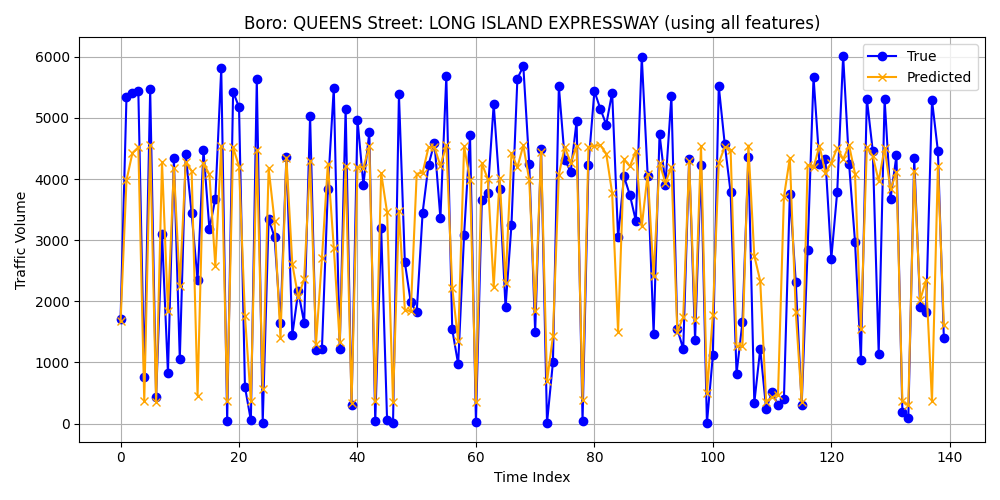 Boro: QUEENS Street: LONG ISLAND EXPRESSWAY (using all features)
True
Predicted
Traffic Volume
6000
5000
4000
3000
2000
1000
0
0 20 40 60 80 100 120 140
Time Index